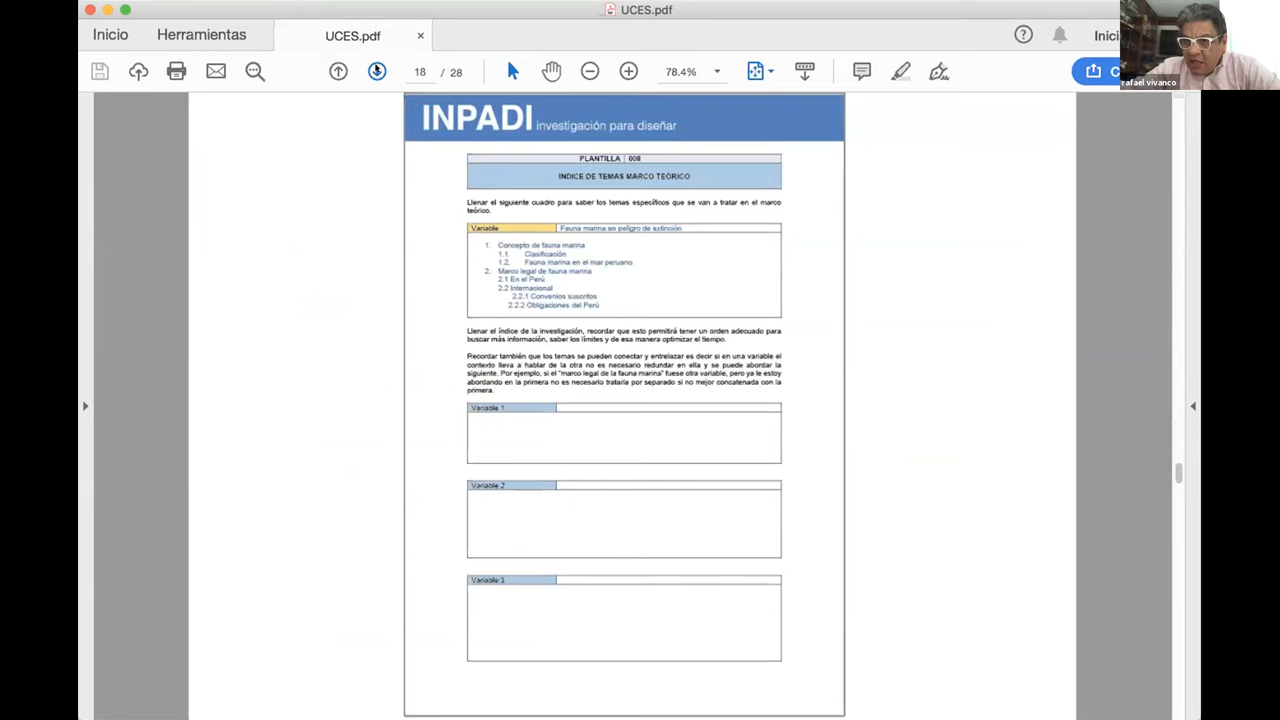 UCES.pdf
Inicio
Herramientas
UCES.pdf
×
Inici
18 / 28
78.4%
rafael vivanco
INPADI investigación para diseñar
PLANTILLA 008
INDICE DE TEMAS MARCO TEÓRICO
Llenar el siguiente cuadro para saber los temas específicos que se van a tratar en el marco
teórico.
Variable
Fauna marina en peligro de extinción
1. Concepto de fauna marina
1.1. Clasificación
1.2. Fauna marina en el mar peruano.
2. Marco legal de fauna marina
2.1 En el Perú
2.2 Internacional
2.2.1 Convenios suscritos
2.2.2 Obligaciones del Perú
Llenar el índice de la investigación, recordar que esto permitirá tener un orden adecuado para
buscar más información, saber los límites y de esa manera optimizar el tiempo.
Recordar también que los temas se pueden conectar y entrelazar es decir si en una variable el
contexto lleva a hablar de la otra no es necesario redundar en ella y se puede abordar la
siguiente. Por ejemplo, si el “marco legal de la fauna marina” fuese otra variable, pero ya le estoy
abordando en la primera no es necesario tratarla por separado si no mejor concatenada con la
primera.
Variable 1
Variable 2
Variable 3